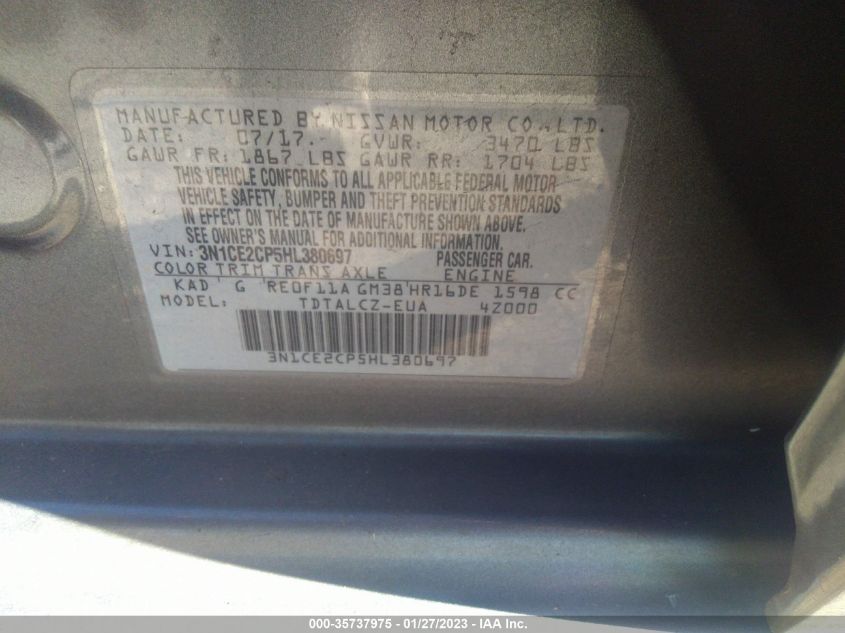 MANUFACTURED BY NISSAN MOTOR CO., LTD.
DATE: 07/17 GVWR: 3470 LBS
GAWR FR: 1867 LBS GAWR RR: 1704 LBS
THIS VEHICLE CONFORMS TO ALL APPLICABLE FEDERAL MOTOR
VEHICLE SAFETY, BUMPER AND THEFT PREVENTION STANDARDS
IN EFFECT ON THE DATE OF MANUFACTURE SHOWN ABOVE.
SEE OWNER'S MANUAL FOR ADDITIONAL INFORMATION.
VIN: 3N1CE2CP5HL380697 PASSENGER CAR.
COLOR TRIM TRANS AXLE ENGINE
KAD G RE0F11A GM38 HR16DE 1598 CC
MODEL: TDTALCZ-EUA 4Z000
3N1CE2CP5HL380697
000-35737975 - 01/27/2023 - IAA Inc.